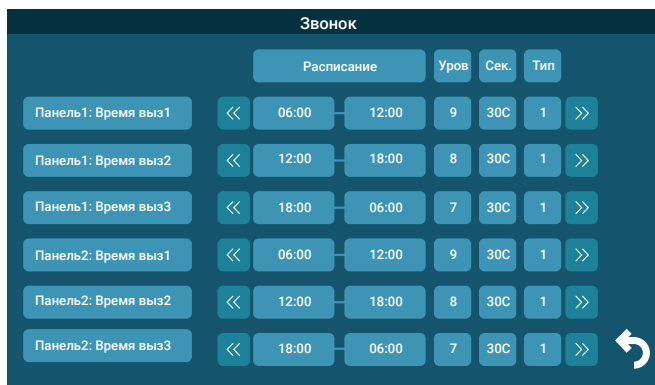 Звонок
Расписание Уров Сек. Тип
Панель1: Время выз1 06:00 12:00 9 30С 1
Панель1: Время выз2 12:00 18:00 8 30С 1
Панель1: Время выз3 18:00 06:00 7 30С 1
Панель2: Время выз1 06:00 12:00 9 30С 1
Панель2: Время выз2 12:00 18:00 8 30С 1
Панель2: Время выз3 18:00 06:00 7 30С 1